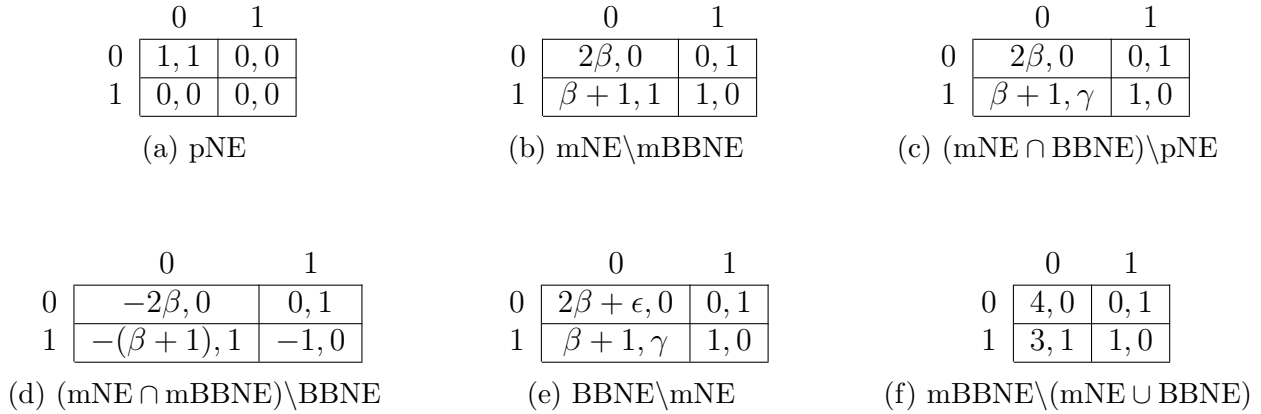 0 1
0 1, 1 0, 0
1 0, 0 0, 0
(a) pNE
0 1
0 2β, 0 0, 1
1 β + 1, 1 1, 0
(b) mNE\mBBNE
0 1
0 2β, 0 0, 1
1 β + 1, γ 1, 0
(c) (mNE ∩ BBNE)\pNE
0 1
0 −2β, 0 0, 1
1 −(β + 1), 1 −1, 0
(d) (mNE ∩ mBBNE)\BBNE
0 1
0 2β + ϵ, 0 0, 1
1 β + 1, γ 1, 0
(e) BBNE\mNE
0 1
0 4, 0 0, 1
1 3, 1 1, 0
(f) mBBNE\(mNE ∪ BBNE)